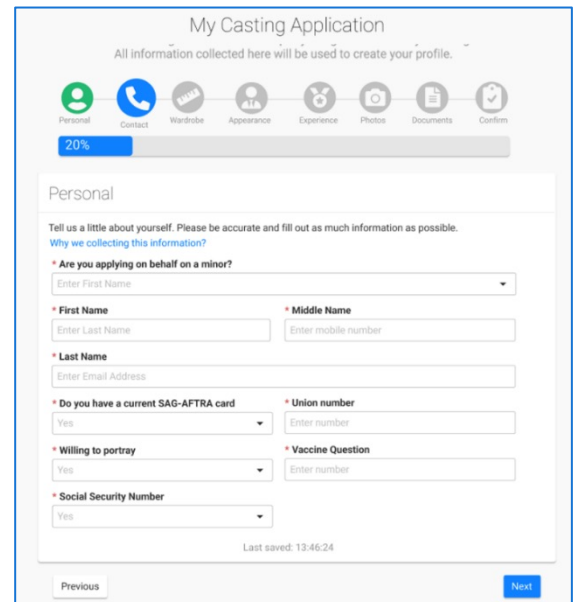 My Casting Application
All information collected here will be used to create your profile.
Personal Contact Wardrobe Appearance Experience Photos Documents Confirm
20%
Personal
Tell us a little about yourself. Please be accurate and fill out as much information as possible.
Why we collecting this information?
* Are you applying on behalf on a minor?
Enter First Name
* First Name * Middle Name
Enter Last Name Enter mobile number
* Last Name
Enter Email Address
* Do you have a current SAG-AFTRA card * Union number
Yes Enter number
* Willing to portray * Vaccine Question
Yes Enter number
* Social Security Number
Yes
Last saved: 13:46:24
Previous Next